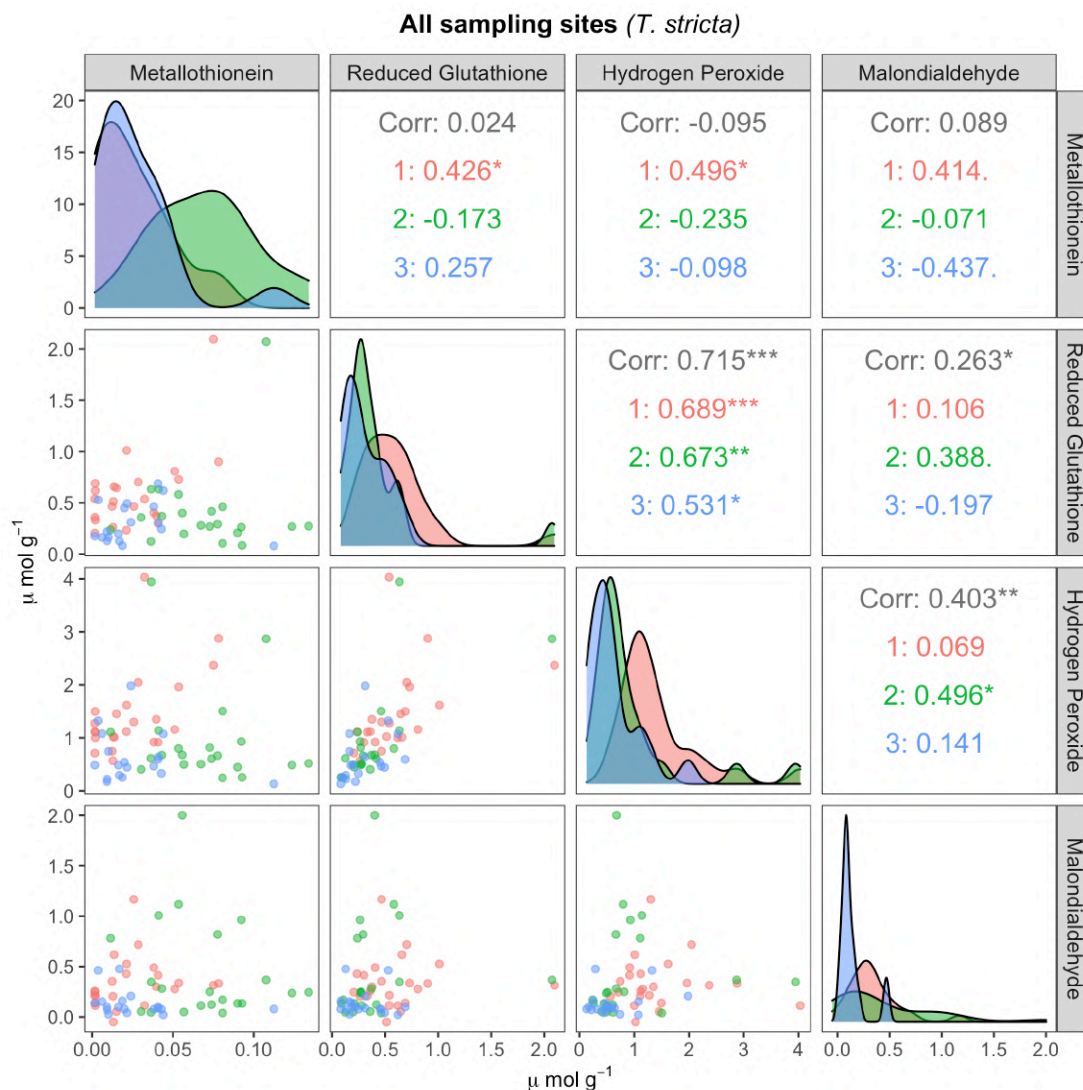 All sampling sites (T. stricta)
Metallothionein
Reduced Glutathione
Hydrogen Peroxide
Malondialdehyde
20
15
10
5
0
Corr: 0.024
1: 0.426*
2: -0.173
3: 0.257
Corr: -0.095
1: 0.496*
2: -0.235
3: -0.098
Corr: 0.089
1: 0.414.
2: -0.071
3: -0.437.
Metallothionein
2.0
1.5
1.0
0.5
0.0
Corr: 0.715***
1: 0.689***
2: 0.673**
3: 0.531*
Corr: 0.263*
1: 0.106
2: 0.388.
3: -0.197
Reduced Glutathione
μ mol g⁻¹
4
3
2
1
0
Corr: 0.403**
1: 0.069
2: 0.496*
3: 0.141
Hydrogen Peroxide
2.0
1.5
1.0
0.5
0.0
Malondialdehyde
0.00 0.05 0.10
0.0 0.5 1.0 1.5 2.0
0 1 2 3 4
0.0 0.5 1.0 1.5 2.0
μ mol g⁻¹